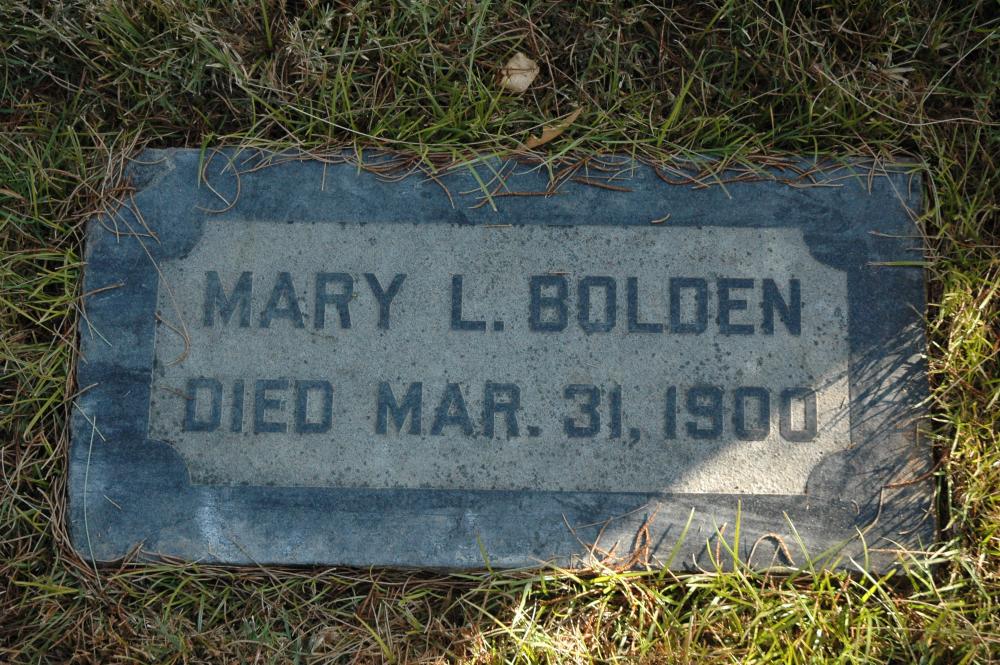 MARY L. BOLDEN
DIED MAR. 31, 1900